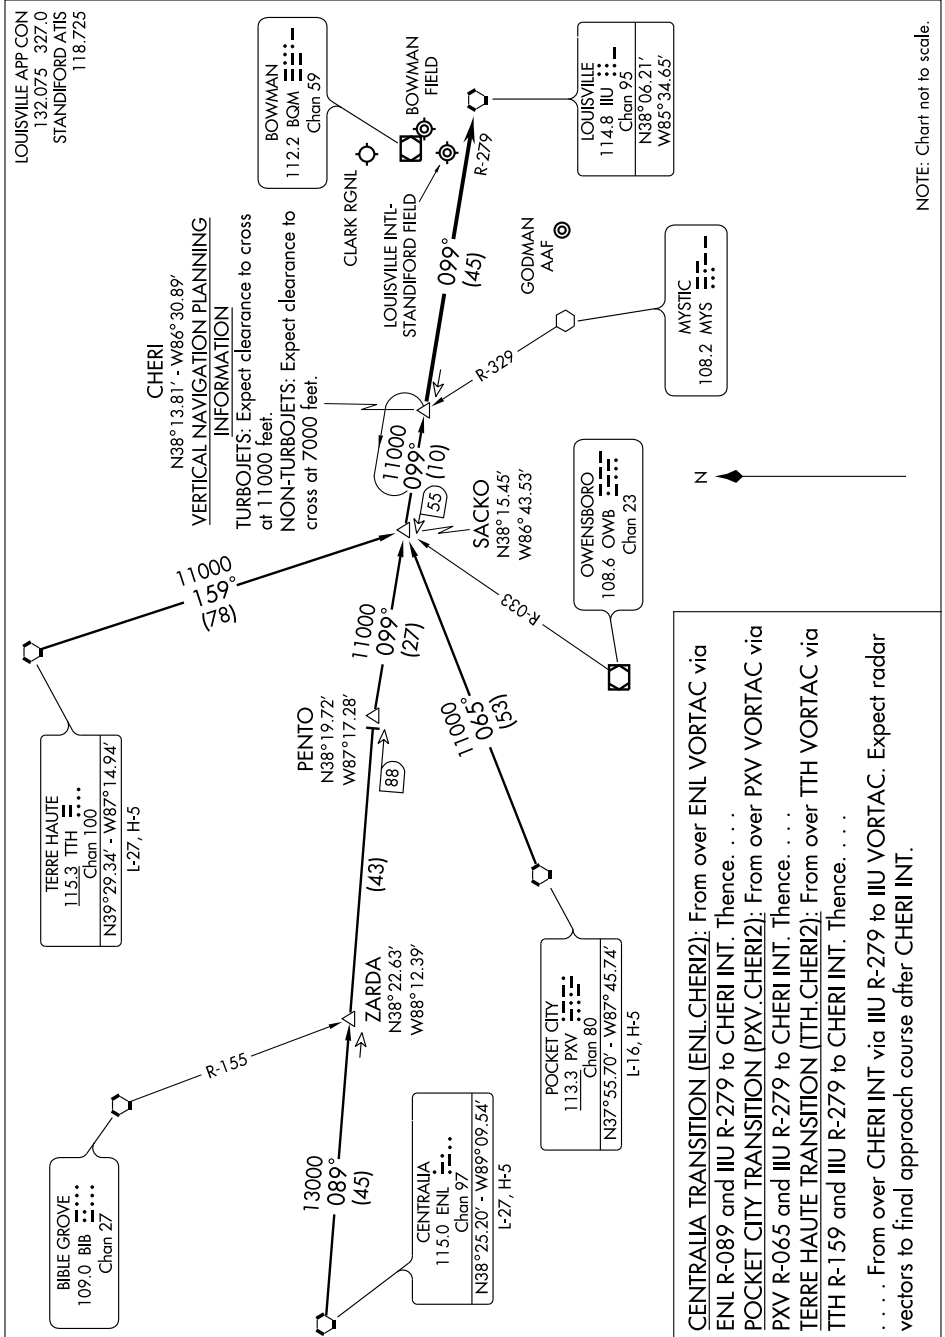 LOUISVILLE APP CON
132.075 327.0
STANDIFORD ATIS
118.725
BOWMAN
112.2 BQM
Chan 59
CLARK RGNL
BOWMAN
FIELD
LOUISVILLE INTL-
STANDIFORD FIELD
R-279
LOUISVILLE
114.8 IIU
Chan 95
N38°06.21'
W85°34.65'
GODMAN
AAF
099°
(45)
CHERI
N38°13.81' - W86°30.89'
VERTICAL NAVIGATION PLANNING
INFORMATION
TURBOJETS: Expect clearance to cross
at 11000 feet.
NON-TURBOJETS: Expect clearance to
cross at 7000 feet.
R-329
MYSTIC
108.2 MYS
11000
099°
(10)
55
SACKO
N38°15.45'
W86°43.53'
OWENSBORO
108.6 OWB
Chan 23
R-033
N
11000
159°
(78)
TERRE HAUTE
115.3 TTH
Chan 100
N39°29.34' - W87°14.94'
L-27, H-5
11000
099°
(27)
PENTO
N38°19.72'
W87°17.28'
88
11000
065°
(53)
(43)
ZARDA
N38°22.63'
W88°12.39'
POCKET CITY
113.3 PXV
Chan 80
N37°55.70' - W87°45.74'
L-16, H-5
R-155
BIBLE GROVE
109.0 BIB
Chan 27
13000
089°
(45)
CENTRALIA
115.0 ENL
Chan 97
N38°25.20' - W89°09.54'
L-27, H-5
NOTE: Chart not to scale.
CENTRALIA TRANSITION (ENL.CHERI2): From over ENL VORTAC via
ENL R-089 and IIU R-279 to CHERI INT. Thence. . . .
POCKET CITY TRANSITION (PXV.CHERI2): From over PXV VORTAC via
PXV R-065 and IIU R-279 to CHERI INT. Thence. . . .
TERRE HAUTE TRANSITION (TTH.CHERI2): From over TTH VORTAC via
TTH R-159 and IIU R-279 to CHERI INT. Thence. . . .
. . . . From over CHERI INT via IIU R-279 to IIU VORTAC. Expect radar
vectors to final approach course after CHERI INT.